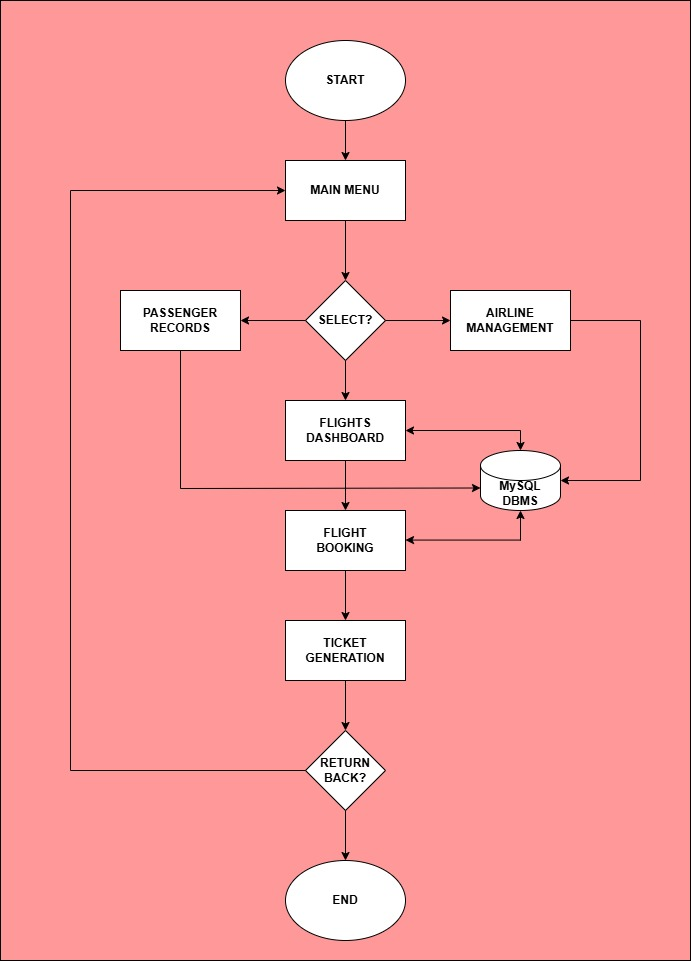 START
MAIN MENU
PASSENGER
RECORDS
SELECT?
AIRLINE
MANAGEMENT
FLIGHTS
DASHBOARD
MySQL
DBMS
FLIGHT
BOOKING
TICKET
GENERATION
RETURN
BACK?
END